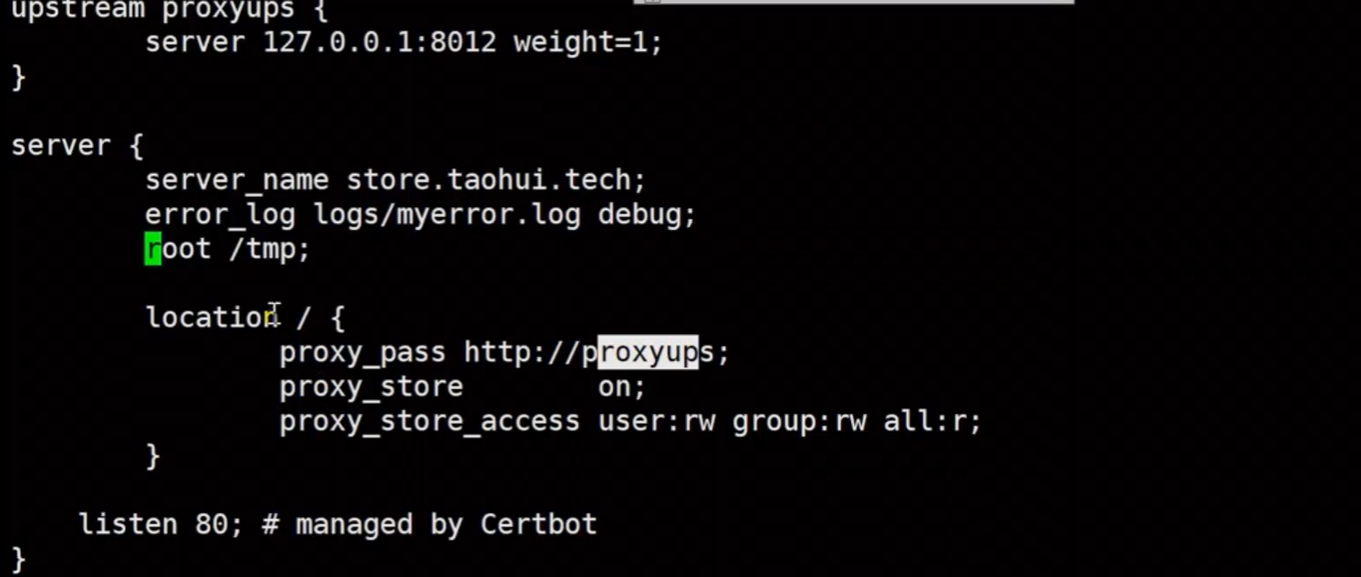 upstream proxyups {
server 127.0.0.1:8012 weight=1;
}
server {
server_name store.taohui.tech;
error_log logs/myerror.log debug;
root /tmp;
location / {
proxy_pass http://proxyups;
proxy_store on;
proxy_store_access user:rw group:rw all:r;
}
listen 80; # managed by Certbot
}